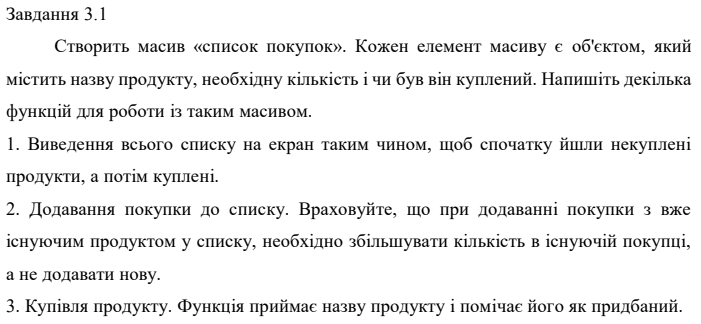 Завдання 3.1
Створить масив «список покупок». Кожен елемент масиву є об'єктом, який
містить назву продукту, необхідну кількість і чи був він куплений. Напишіть декілька
функцій для роботи із таким масивом.
1. Виведення всього списку на екран таким чином, щоб спочатку йшли некуплені
продукти, а потім куплені.
2. Додавання покупки до списку. Враховуйте, що при додаванні покупки з вже
існуючим продуктом у списку, необхідно збільшувати кількість в існуючій покупці,
а не додавати нову.
3. Купівля продукту. Функція приймає назву продукту і помічає його як придбаний.